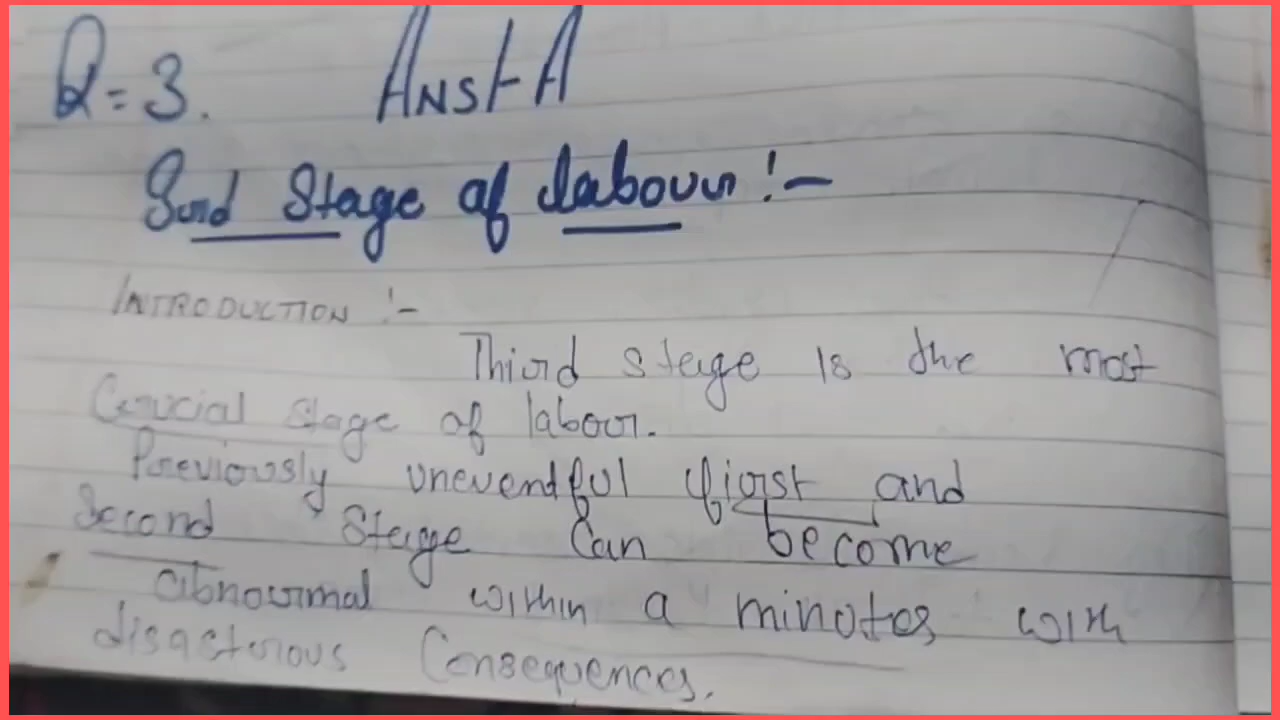 Q=3. Ans:- A
3rd Stage of labour :-
INTRODUCTION :-
Third stage is the most
Crucial stage of labour.
Previously uneventful first and
Second Stage Can become
abnormal within a minutes with
disasterous Consequences.